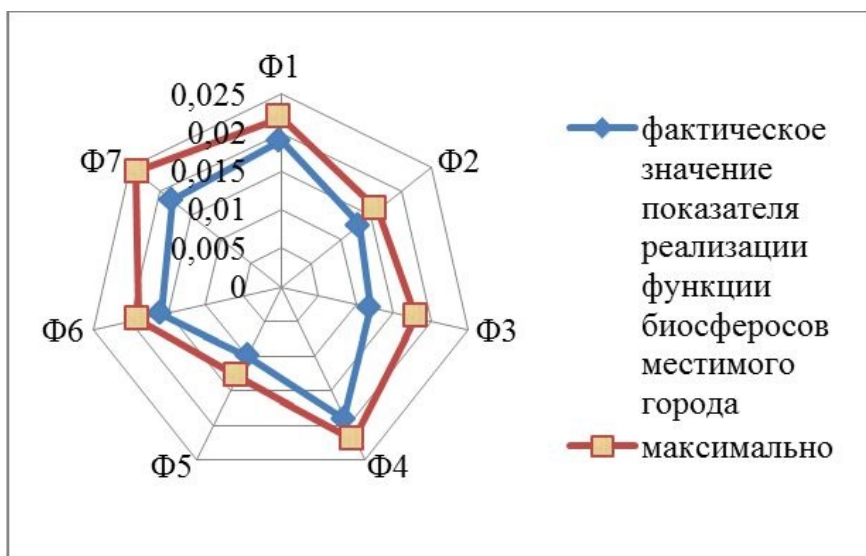 Ф1
0,025
0,02
0,015
0,01
0,005
0
Ф2
Ф3
Ф4
Ф5
Ф6
Ф7
фактическое
значение
показателя
реализации
функции
биосферосов
местимого
города
максимально